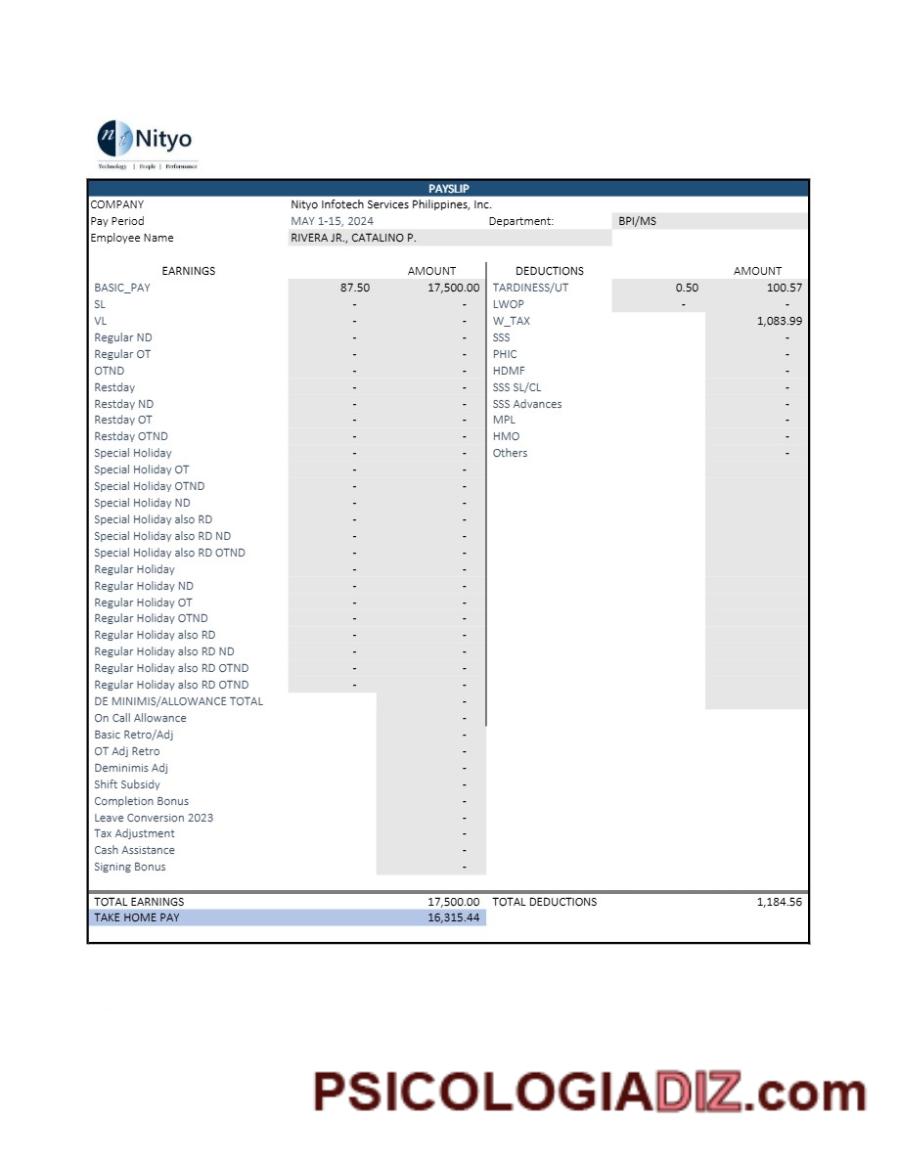 n t Nityo
Technology | People | Performance
PAYSLIP
COMPANY Nityo Infotech Services Philippines, Inc.
Pay Period MAY 1-15, 2024 Department: BPI/MS
Employee Name RIVERA JR., CATALINO P.
EARNINGS AMOUNT DEDUCTIONS AMOUNT
BASIC_PAY 87.50 17,500.00 TARDINESS/UT 0.50 100.57
SL - - LWOP - -
VL - - W_TAX 1,083.99
Regular ND - - SSS -
Regular OT - - PHIC -
OTND - - HDMF -
Restday - - SSS SL/CL -
Restday ND - - SSS Advances -
Restday OT - - MPL -
Restday OTND - - HMO -
Special Holiday - - Others -
Special Holiday OT - -
Special Holiday OTND - -
Special Holiday ND - -
Special Holiday also RD - -
Special Holiday also RD ND - -
Special Holiday also RD OTND - -
Regular Holiday - -
Regular Holiday ND - -
Regular Holiday OT - -
Regular Holiday OTND - -
Regular Holiday also RD - -
Regular Holiday also RD ND - -
Regular Holiday also RD OTND - -
Regular Holiday also RD OTND - -
DE MINIMIS/ALLOWANCE TOTAL -
On Call Allowance -
Basic Retro/Adj -
OT Adj Retro -
Deminimis Adj -
Shift Subsidy -
Completion Bonus -
Leave Conversion 2023 -
Tax Adjustment -
Cash Assistance -
Signing Bonus -
TOTAL EARNINGS 17,500.00 TOTAL DEDUCTIONS 1,184.56
TAKE HOME PAY 16,315.44
PSICOLOGIADIZ.com